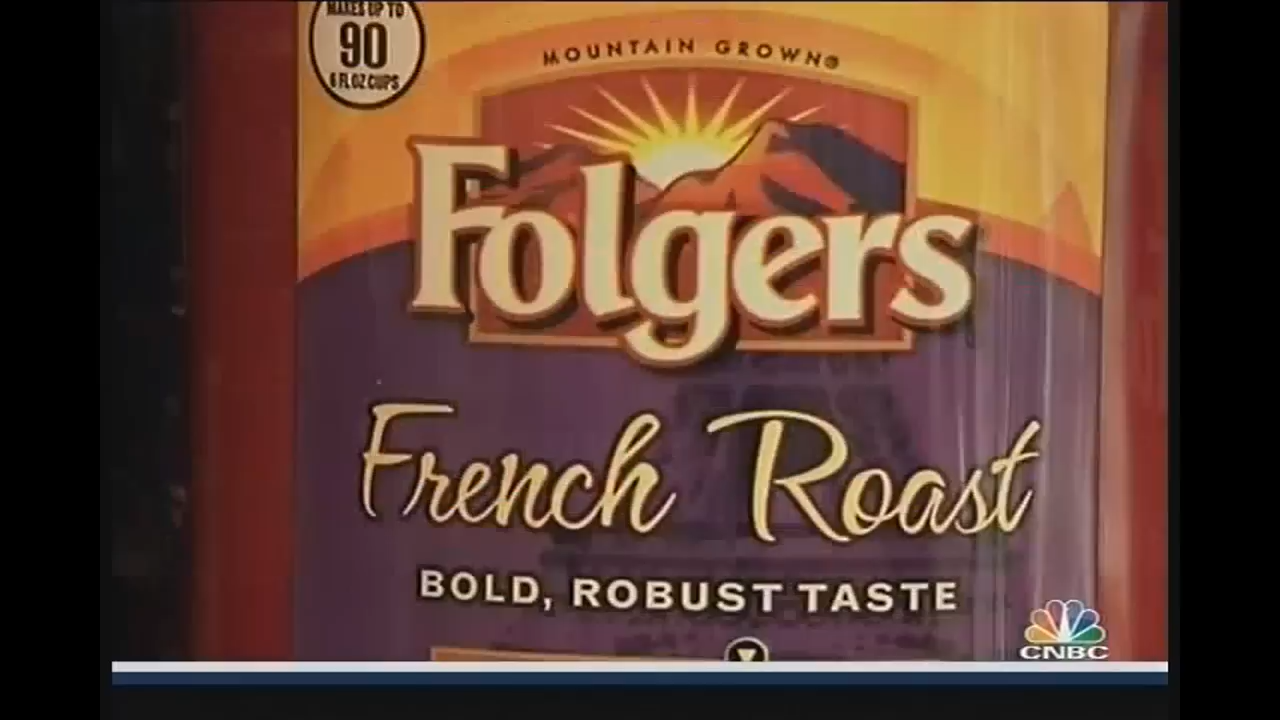 MAKES UP TO
90
6 FL OZ CUPS
MOUNTAIN GROWN®
Folgers
French Roast
BOLD, ROBUST TASTE
CNBC